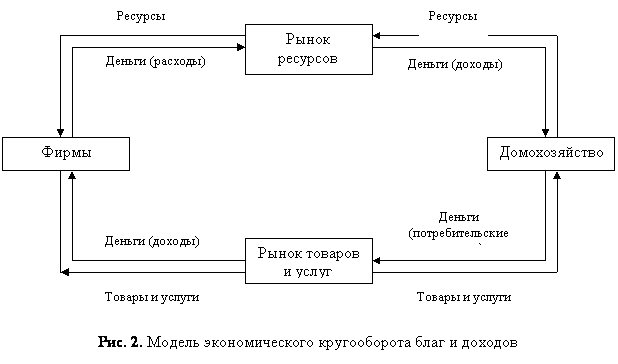 Ресурсы
Ресурсы
Рынок
ресурсов
Деньги (расходы)
Деньги (доходы)
Фирмы
Домохозяйство
Деньги
(потребительские
Деньги (доходы)
Рынок товаров
и услуг
Товары и услуги
Товары и услуги
Рис. 2. Модель экономического кругооборота благ и доходов